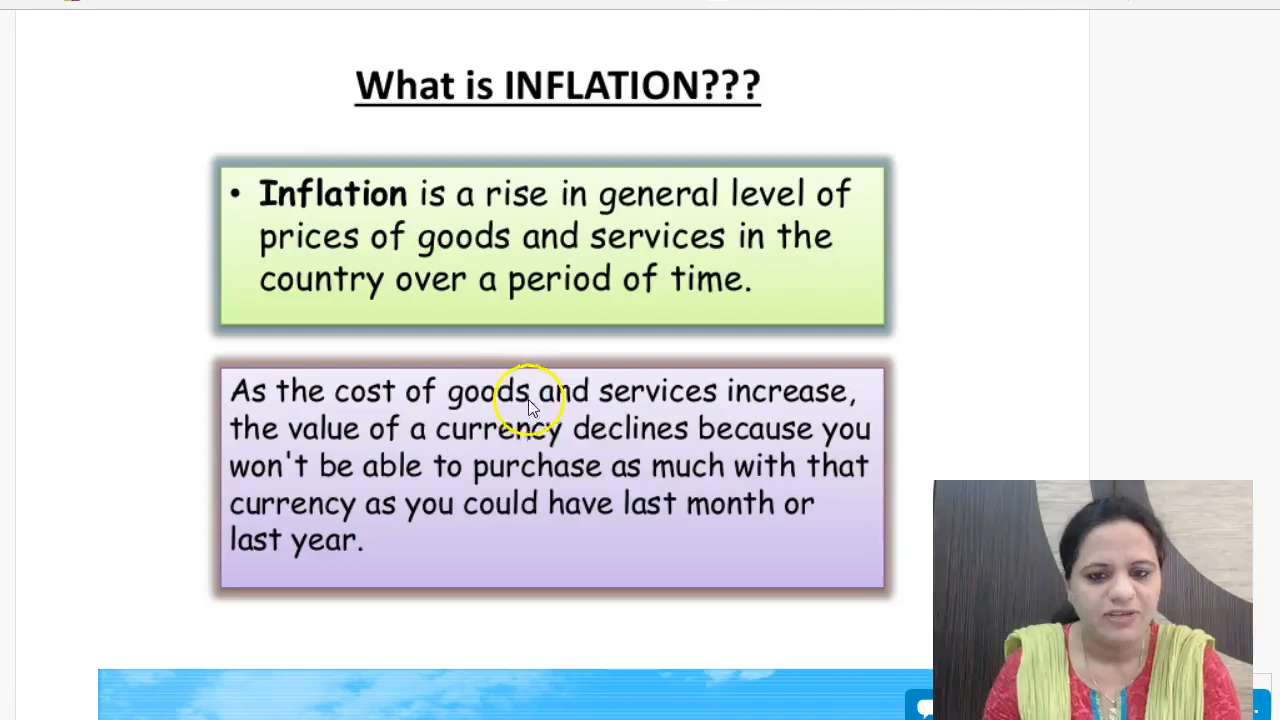 What is INFLATION???
• Inflation is a rise in general level of
prices of goods and services in the
country over a period of time.
As the cost of goods and services increase,
the value of a currency declines because you
won't be able to purchase as much with that
currency as you could have last month or
last year.